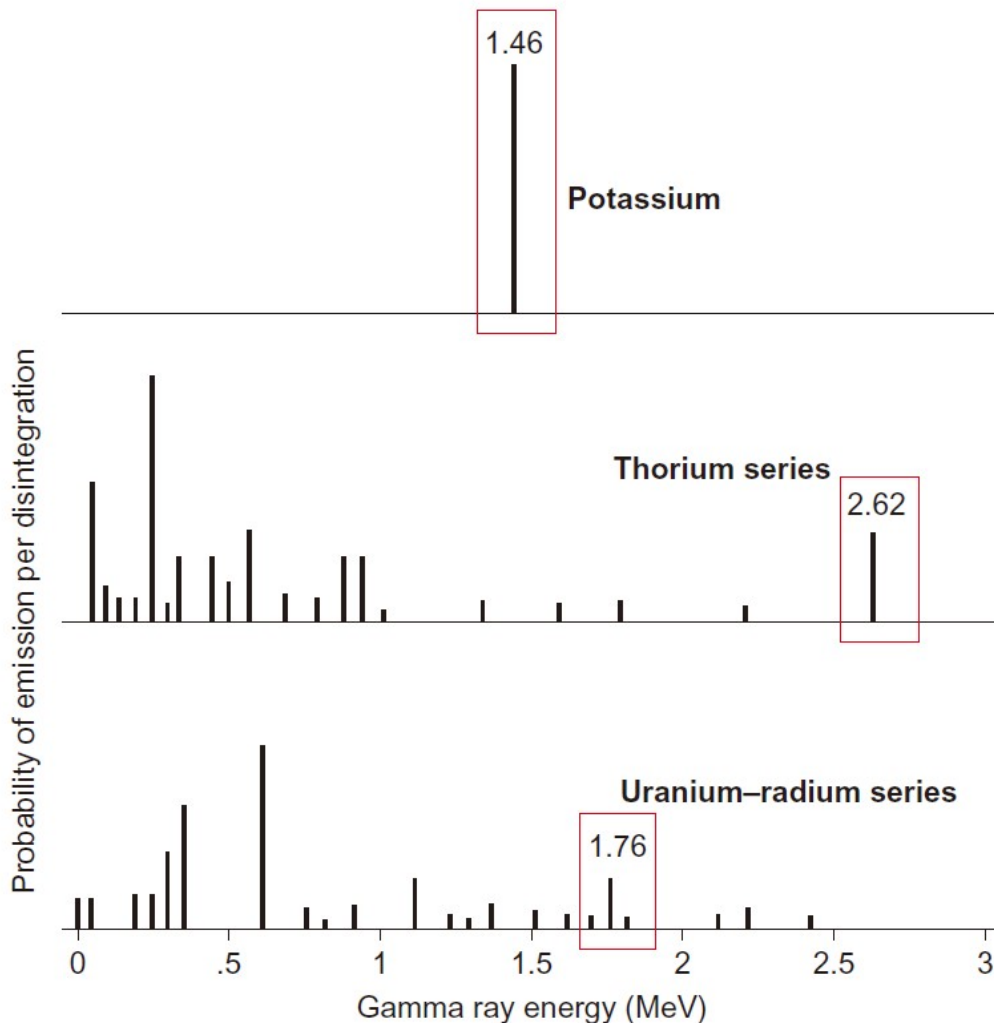 1.46
Potassium
Probability of emission per disintegration
Thorium series
2.62
Uranium–radium series
1.76
0 .5 1 1.5 2 2.5 3
Gamma ray energy (MeV)